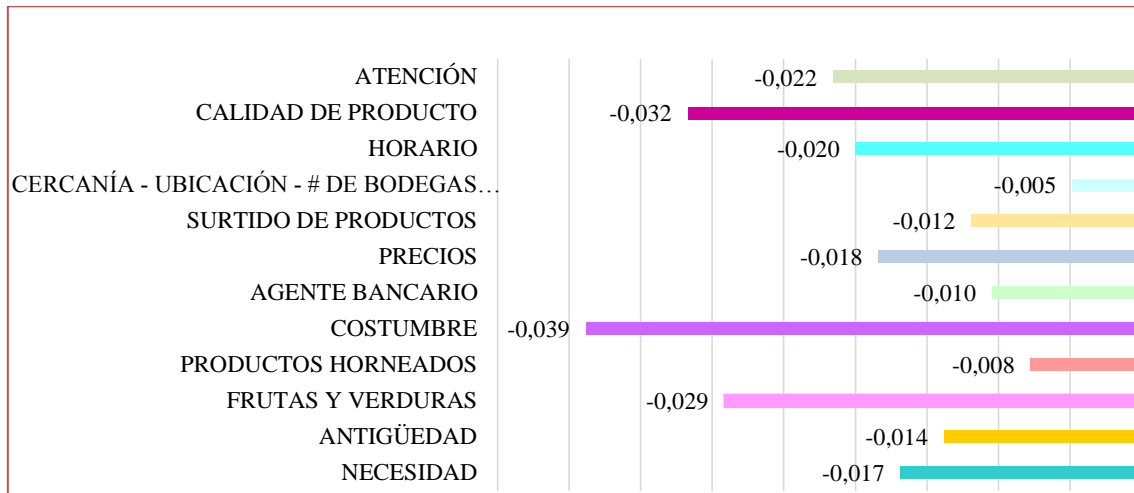 ATENCIÓN -0,022
CALIDAD DE PRODUCTO -0,032
HORARIO -0,020
CERCANÍA - UBICACIÓN - # DE BODEGAS… -0,005
SURTIDO DE PRODUCTOS -0,012
PRECIOS -0,018
AGENTE BANCARIO -0,010
COSTUMBRE -0,039
PRODUCTOS HORNEADOS -0,008
FRUTAS Y VERDURAS -0,029
ANTIGÜEDAD -0,014
NECESIDAD -0,017